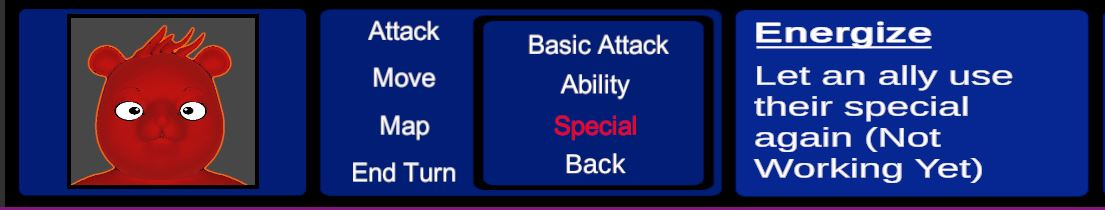 Attack
Move
Map
End Turn
Basic Attack
Ability
Special
Back
Energize
Let an ally use
their special
again (Not
Working Yet)